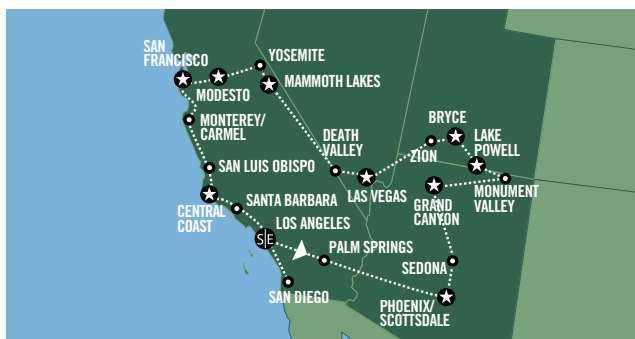 SAN
FRANCISCO
YOSEMITE
MODESTO
MAMMOTH LAKES
MONTEREY/
CARMEL
DEATH
VALLEY
BRYCE
LAKE
POWELL
ZION
SAN LUIS OBISPO
LAS VEGAS
MONUMENT
VALLEY
CENTRAL
COAST
SANTA BARBARA
GRAND
CANYON
LOS ANGELES
S E
PALM SPRINGS
SEDONA
SAN DIEGO
PHOENIX/
SCOTTSDALE